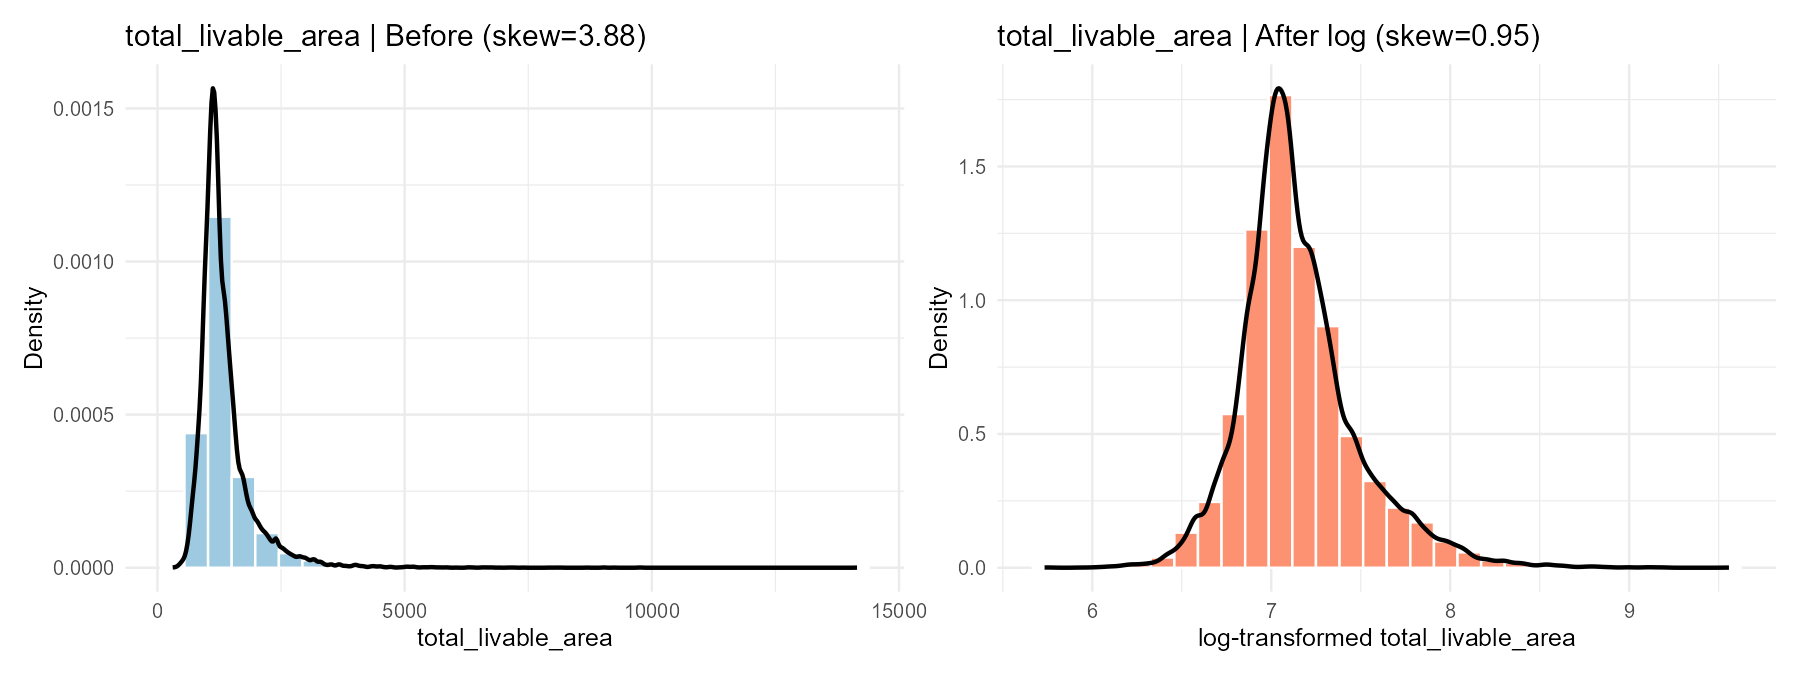 total_livable_area | Before (skew=3.88)
0.0015
0.0010
0.0005
0.0000
Density
0 5000 10000 15000
total_livable_area
total_livable_area | After log (skew=0.95)
1.5
1.0
0.5
0.0
Density
6 7 8 9
log-transformed total_livable_area